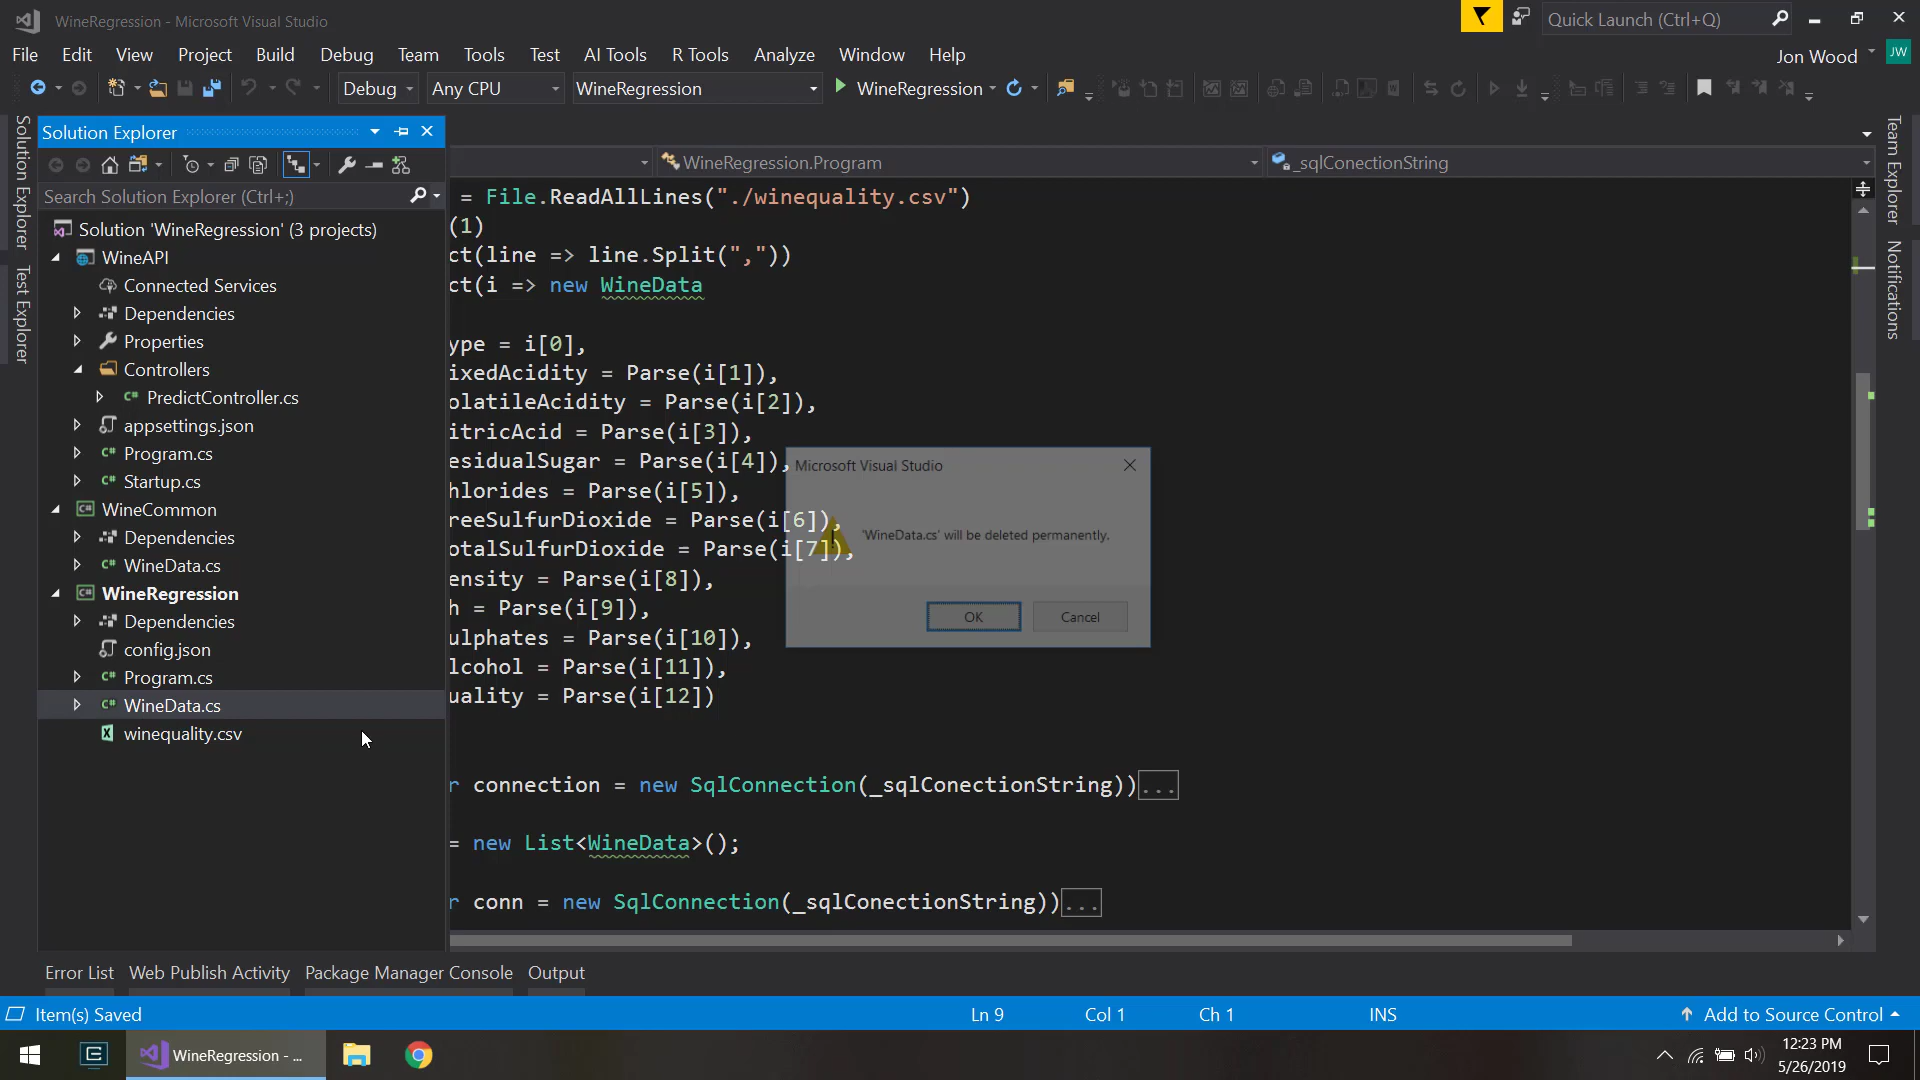 WineRegression - Microsoft Visual Studio
Quick Launch (Ctrl+Q)
File Edit View Project Build Debug Team Tools Test AI Tools R Tools Analyze Window Help
Jon Wood JW
Debug Any CPU WineRegression WineRegression
Solution Explorer
Test Explorer
Solution Explorer
Search Solution Explorer (Ctrl+;)
Solution 'WineRegression' (3 projects)
WineAPI
Connected Services
Dependencies
Properties
Controllers
PredictController.cs
appsettings.json
Program.cs
Startup.cs
WineCommon
Dependencies
WineData.cs
WineRegression
Dependencies
config.json
Program.cs
WineData.cs
winequality.csv
WineRegression.Program
_sqlConectionString
= File.ReadAllLines("./winequality.csv")
(1)
ct(line => line.Split(","))
ct(i => new WineData
ype = i[0],
ixedAcidity = Parse(i[1]),
olatileAcidity = Parse(i[2]),
itricAcid = Parse(i[3]),
esidualSugar = Parse(i[4]),
hlorides = Parse(i[5]),
reeSulfurDioxide = Parse(i[6]),
otalSulfurDioxide = Parse(i[7]),
ensity = Parse(i[8]),
h = Parse(i[9]),
ulphates = Parse(i[10]),
lcohol = Parse(i[11]),
uality = Parse(i[12])
r connection = new SqlConnection(_sqlConectionString))...
= new List<WineData>();
r conn = new SqlConnection(_sqlConectionString))...
Microsoft Visual Studio
'WineData.cs' will be deleted permanently.
OK Cancel
Team Explorer
Notifications
Error List Web Publish Activity Package Manager Console Output
Item(s) Saved Ln 9 Col 1 Ch 1 INS Add to Source Control
WineRegression - ...
12:23 PM
5/26/2019